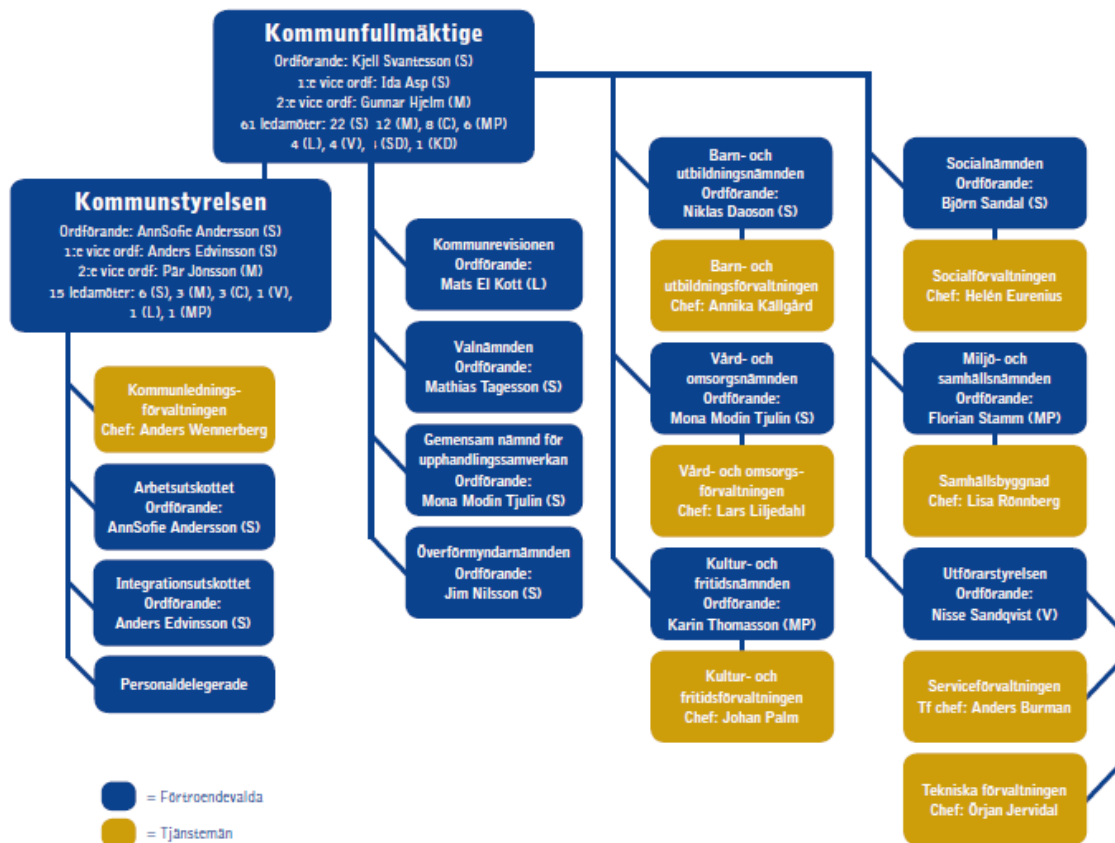 Kommunfullmäktige
Ordförande: Kjell Svantesson (S)
1:e vice ordf: Ida Asp (S)
2:e vice ordf: Gunnar Hjelm (M)
61 ledamöter: 22 (S) 12 (M), 8 (C), 6 (MP)
4 (L), 4 (V), (SD), 1 (KD)
Kommunstyrelsen
Ordförande: AnnSofie Andersson (S)
1:e vice ordf: Anders Edvinsson (S)
2:e vice ordf: Pär Jönsson (M)
15 ledamöter: 6 (S), 3 (M), 3 (C), 1 (V),
1 (L), 1 (MP)
Kommunlednings-
förvaltningen
Chef: Anders Wennerberg
Arbetsutskottet
Ordförande:
AnnSofie Andersson (S)
Integrationsutskottet
Ordförande:
Anders Edvinsson (S)
Personaldelegerade
Kommunrevisionen
Ordförande:
Mats El Kott (L)
Valnämnden
Ordförande:
Mathias Tagesson (S)
Gemensam nämnd för
upphandlingssamverkan
Ordförande:
Mona Modin Tjulin (S)
Överförmyndarnämnden
Ordförande:
Jim Nilsson (S)
Barn- och
utbildningsnämnden
Ordförande:
Niklas Daoson (S)
Barn- och
utbildningsförvaltningen
Chef: Annika Källgård
Vård- och
omsorgsnämnden
Ordförande:
Mona Modin Tjulin (S)
Vård- och omsorgs-
förvaltningen
Chef: Lars Liljedahl
Kultur- och
fritidsnämnden
Ordförande:
Karin Thomasson (MP)
Kultur- och
fritidsförvaltningen
Chef: Johan Palm
Socialnämnden
Ordförande:
Björn Sandal (S)
Socialförvaltningen
Chef: Helén Eurenius
Miljö- och
samhällsnämnden
Ordförande:
Florian Stamm (MP)
Samhällsbyggnad
Chef: Lisa Rönnberg
Utförarstyrelsen
Ordförande:
Nisse Sandqvist (V)
Serviceförvaltningen
Tf chef: Anders Burman
Tekniska förvaltningen
Chef: Örjan Jervidal
= Förtroendevalda
= Tjänstemän